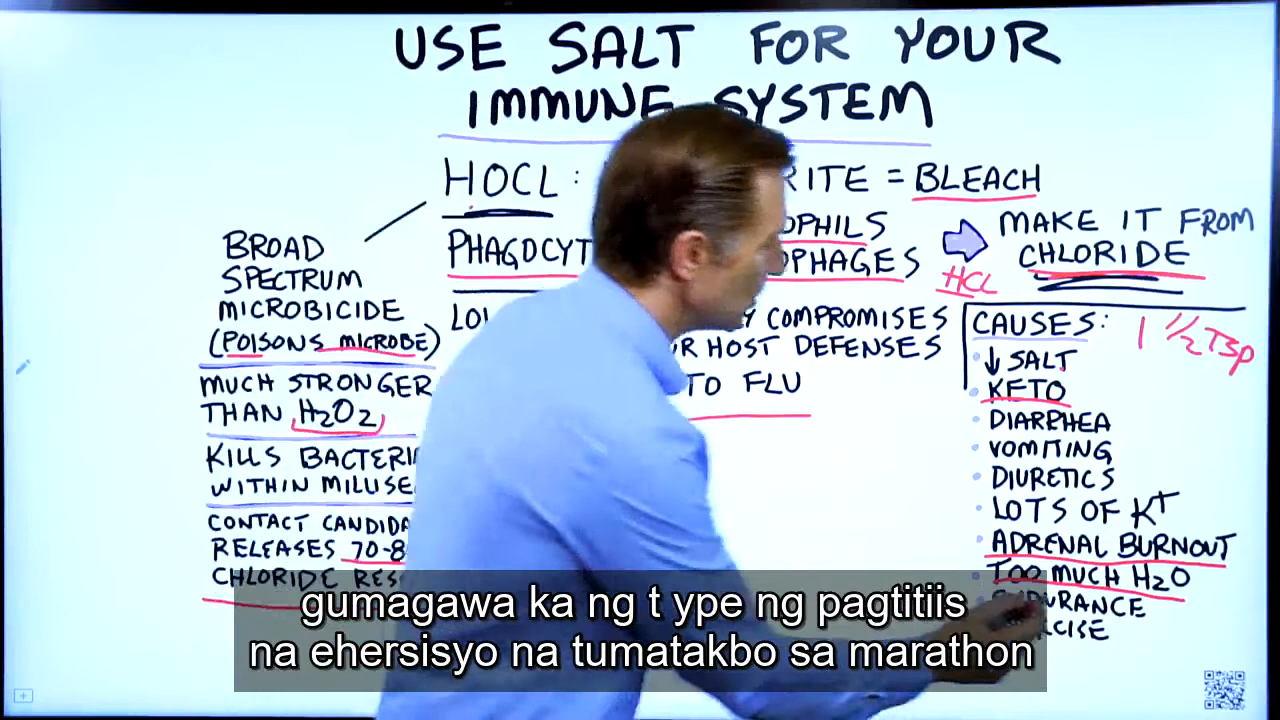 USE SALT FOR YOUR
IMMUNE SYSTEM
HOCL: RITE = BLEACH
BROAD
SPECTRUM
MICROBICIDE
(POISONS MICROBE)
MUCH STRONGER
THAN H2O2
KILLS BACTERI
WITHIN MILLISE
CONTACT CANDIDA
RELEASES 70-8
CHLORIDE RES
PHAGOCYT
OPHILS
OPHAGES
MAKE IT FROM
CHLORIDE
HCL
COMPROMISES
R HOST DEFENSES
TO FLU
CAUSES: 1 1/2 TSP
↓ SALT
KETO
DIARRHEA
VOMITING
DIURETICS
LOTS OF K+
ADRENAL BURNOUT
TOO MUCH H2O
DURANCE
CISE
gumagawa ka ng t ype ng pagtitiis
na ehersisyo na tumatakbo sa marathon